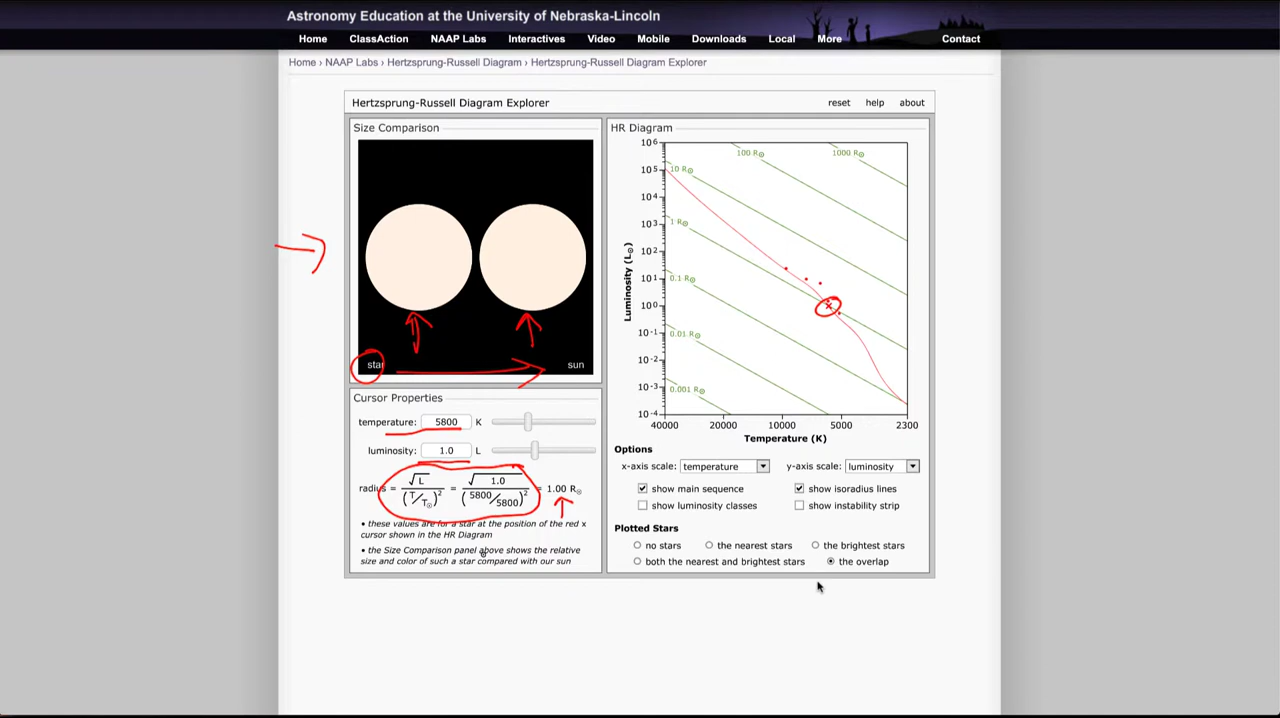 Astronomy Education at the University of Nebraska-Lincoln
Home ClassAction NAAP Labs Interactives Video Mobile Downloads Local More Contact
Home › NAAP Labs › Hertzsprung-Russell Diagram › Hertzsprung-Russell Diagram Explorer
Hertzsprung-Russell Diagram Explorer reset help about
Size Comparison
star sun
Cursor Properties
temperature: 5800 K
luminosity: 1.0 L
radius = √L / (T/T⊙)² = √1.0 / (5800/5800)² = 1.00 R⊙
• these values are for a star at the position of the red x
cursor shown in the HR Diagram
• the Size Comparison panel above shows the relative
size and color of such a star compared with our sun
HR Diagram
10⁶ 100 R⊙ 1000 R⊙
10⁵ 10 R⊙
10⁴
10³ 1 R⊙
10²
10¹ 0.1 R⊙
10⁰
10⁻¹ 0.01 R⊙
10⁻²
10⁻³ 0.001 R⊙
10⁻⁴
Luminosity (L⊙)
40000 20000 10000 5000 2300
Temperature (K)
Options
x-axis scale: temperature y-axis scale: luminosity
show main sequence show isoradius lines
show luminosity classes show instability strip
Plotted Stars
no stars the nearest stars the brightest stars
both the nearest and brightest stars the overlap